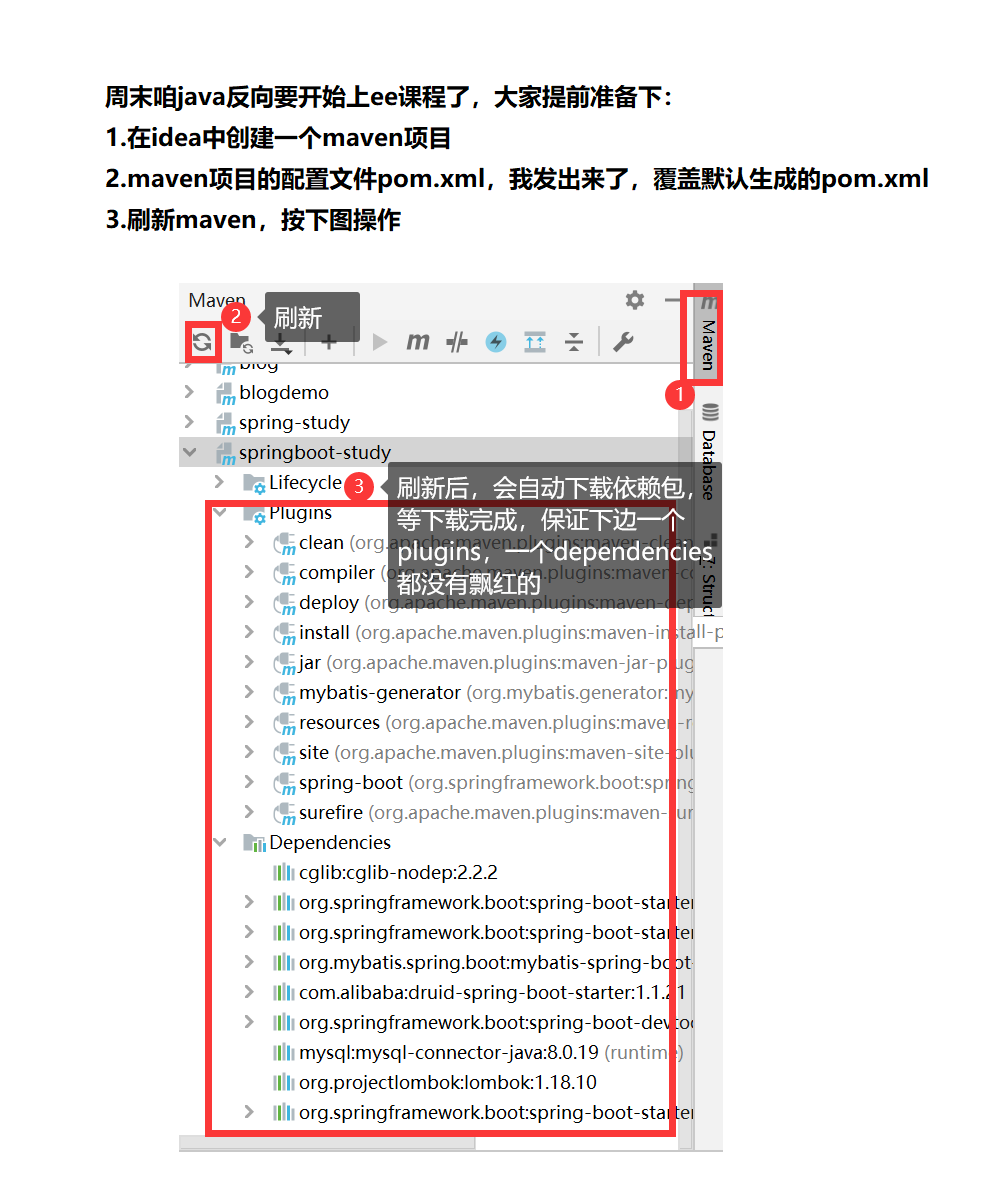 周末咱java反向要开始上ee课程了，大家提前准备下：
1.在idea中创建一个maven项目
2.maven项目的配置文件pom.xml，我发出来了，覆盖默认生成的pom.xml
3.刷新maven，按下图操作
Maven
2
刷新
Maven
1
Database
blog
blogdemo
spring-study
springboot-study
Lifecycle
3
刷新后，会自动下载依赖包，
等下载完成，保证下边一个
plugins，一个dependencies
都没有飘红的
Plugins
clean (org.apache.maven.plugins:maven-clean
compiler (org.apache.maven.plugins:maven-co
deploy (org.apache.maven.plugins:maven-dep
7: Struct
install (org.apache.maven.plugins:maven-install-p
jar (org.apache.maven.plugins:maven-jar-plug
mybatis-generator (org.mybatis.generator:my
resources (org.apache.maven.plugins:maven-r
site (org.apache.maven.plugins:maven-site-plu
spring-boot (org.springframework.boot:spring
surefire (org.apache.maven.plugins:maven-sur
Dependencies
cglib:cglib-nodep:2.2.2
org.springframework.boot:spring-boot-starter
org.springframework.boot:spring-boot-starter
org.mybatis.spring.boot:mybatis-spring-boot-
com.alibaba:druid-spring-boot-starter:1.1.21
org.springframework.boot:spring-boot-devtoo
mysql:mysql-connector-java:8.0.19 (runtime)
org.projectlombok:lombok:1.18.10
org.springframework.boot:spring-boot-starter